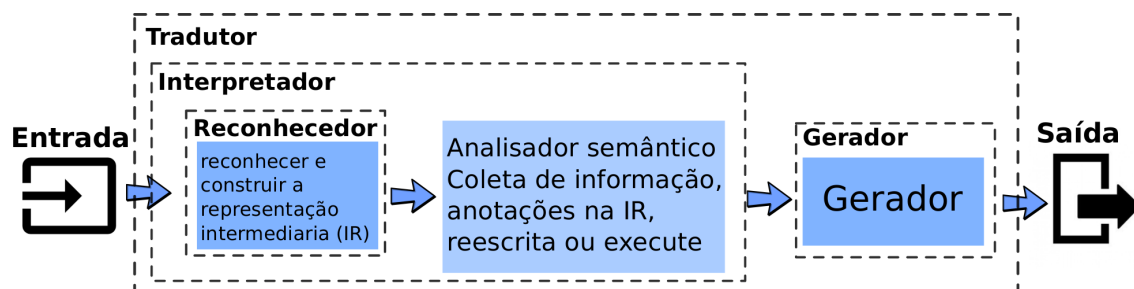 Tradutor
Interpretador
Entrada
Reconhecedor
reconhecer e
construir a
representação
intermediaria (IR)
Analisador semântico
Coleta de informação,
anotações na IR,
reescrita ou execute
Gerador
Gerador
Saída